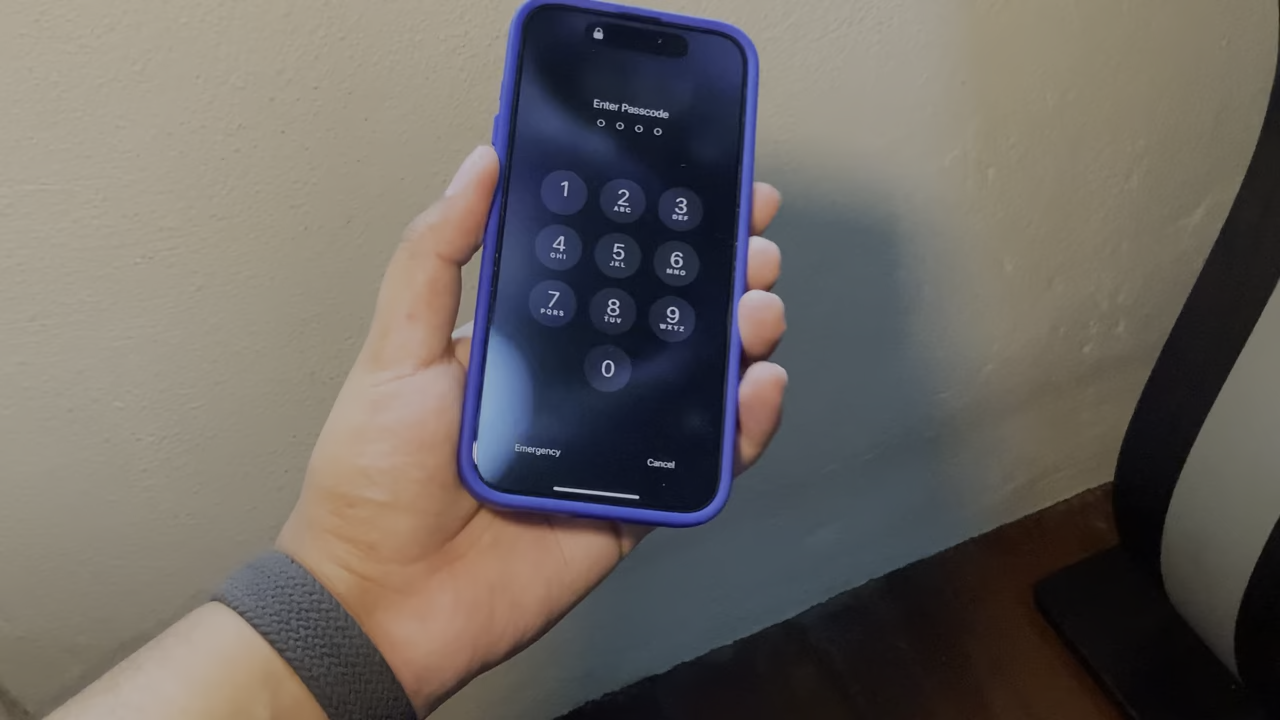 Enter Passcode
1 2 3
ABC DEF
4 5 6
GHI JKL MNO
7 8 9
PQRS TUV WXYZ
0
Emergency Cancel